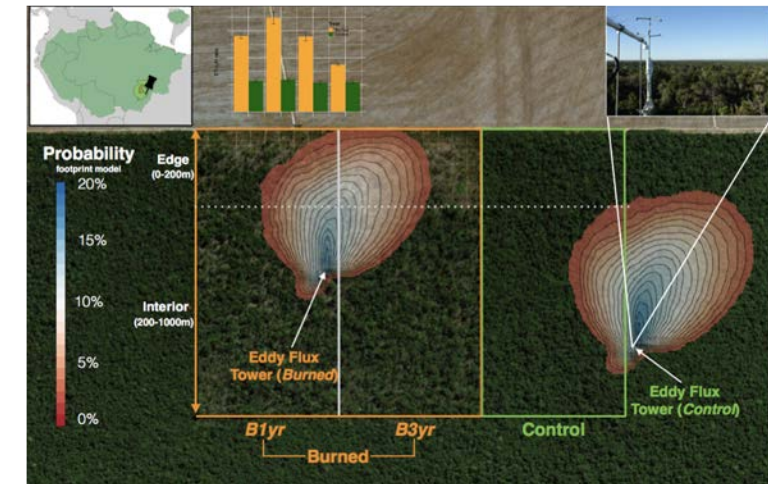 Probability
footprint model
20%
15%
10%
5%
0%
Edge
(0-200m)
Interior
(200-1000m)
Eddy Flux
Tower (Burned)
Eddy Flux
Tower (Control)
B1yr
B3yr
Control
Burned